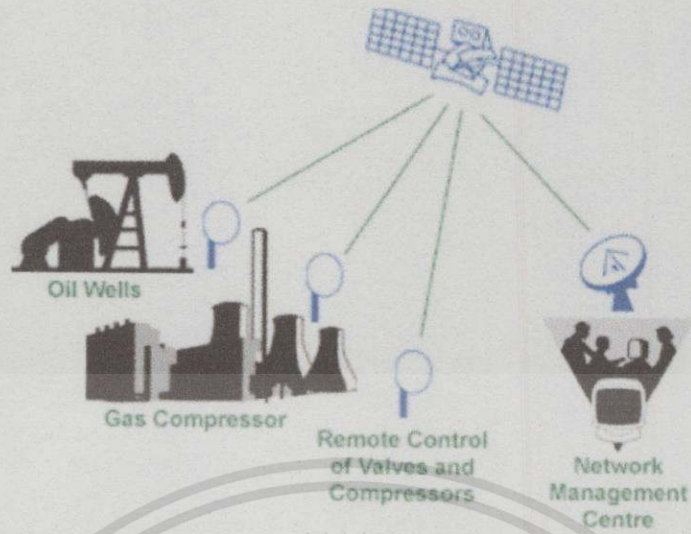 Oil Wells
Gas Compressor
Remote Control
of Valves and
Compressors
Network
Management
Centre